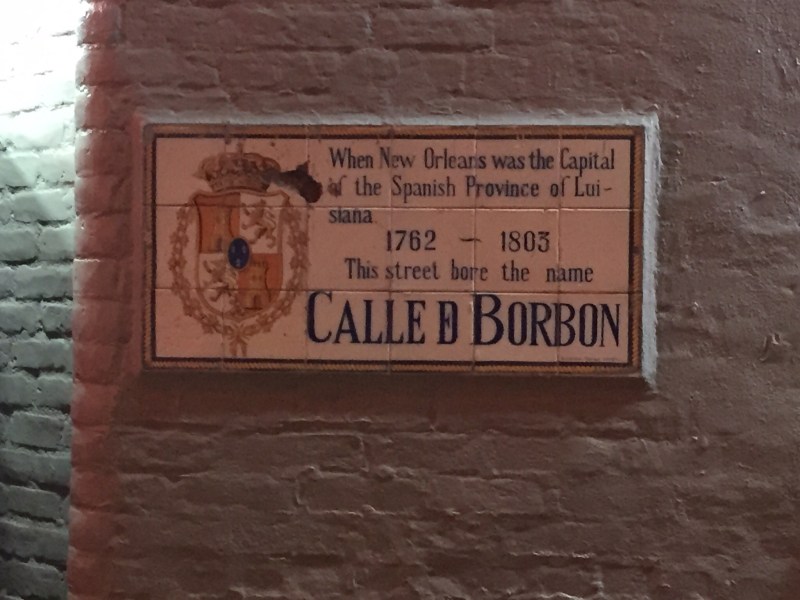 When New Orleans was the Capital
of the Spanish Province of Lui-
siana
1762 — 1803
This street bore the name
CALLE D BORBON